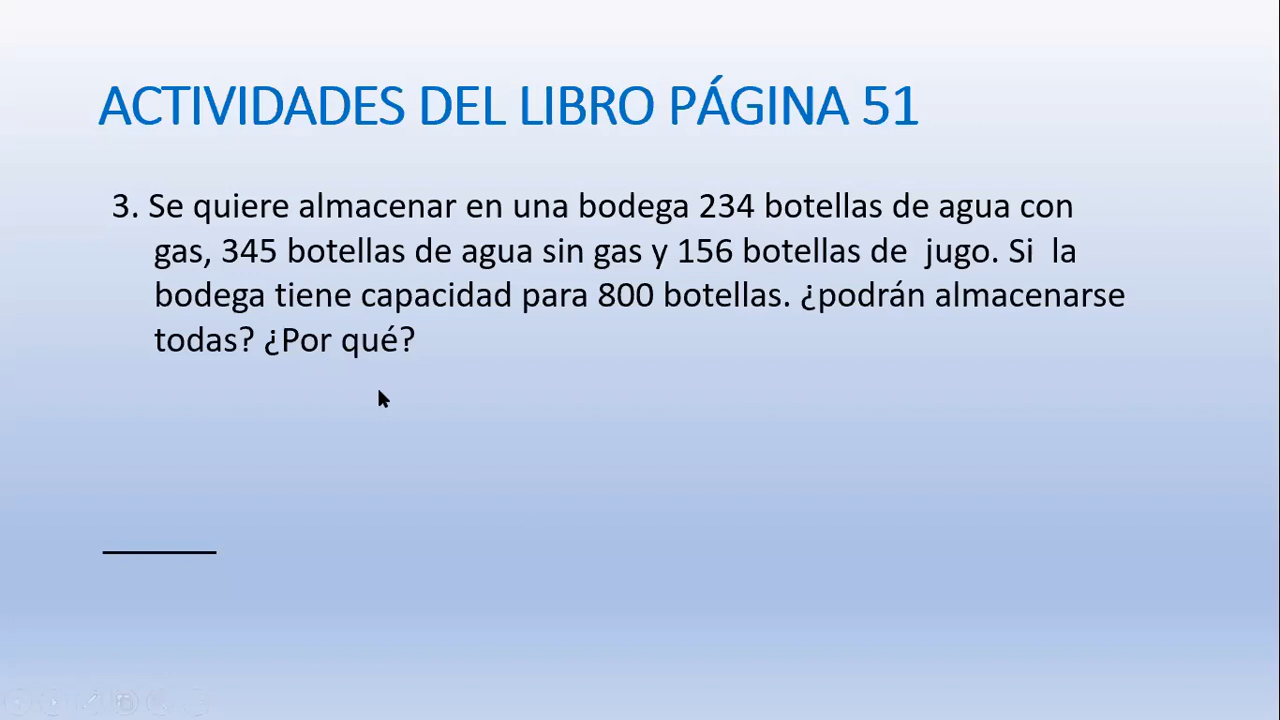 ACTIVIDADES DEL LIBRO PÁGINA 51
3. Se quiere almacenar en una bodega 234 botellas de agua con
gas, 345 botellas de agua sin gas y 156 botellas de jugo. Si la
bodega tiene capacidad para 800 botellas. ¿podrán almacenarse
todas? ¿Por qué?